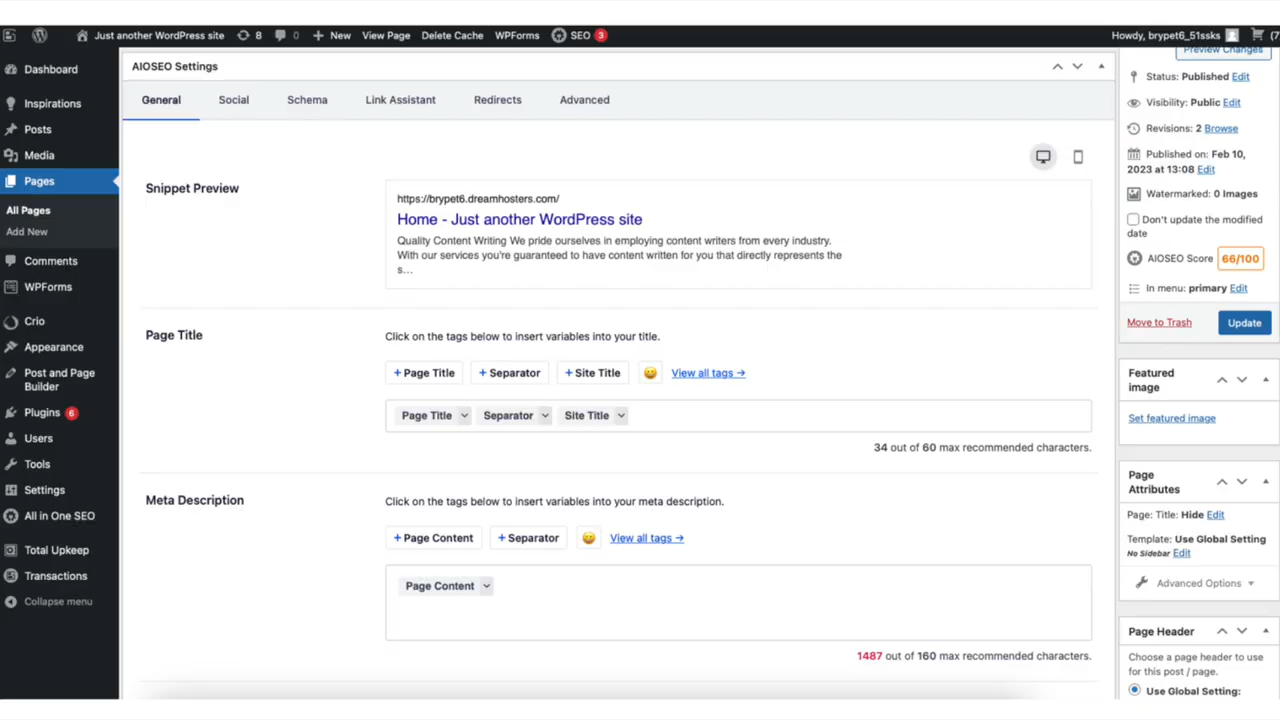 Just another WordPress site 8 0 New View Page Delete Cache WPForms SEO 3 Howdy, brypet6_51ssks (7
Dashboard
Inspirations
Posts
Media
Pages
All Pages
Add New
Comments
WPForms
Crio
Appearance
Post and Page
Builder
Plugins 6
Users
Tools
Settings
All in One SEO
Total Upkeep
Transactions
Collapse menu
AIOSEO Settings
General Social Schema Link Assistant Redirects Advanced
Snippet Preview
https://brypet6.dreamhosters.com/
Home - Just another WordPress site
Quality Content Writing We pride ourselves in employing content writers from every industry.
With our services you're guaranteed to have content written for you that directly represents the
s...
Page Title
Click on the tags below to insert variables into your title.
+ Page Title + Separator + Site Title 😀 View all tags →
Page Title Separator Site Title
34 out of 60 max recommended characters.
Meta Description
Click on the tags below to insert variables into your meta description.
+ Page Content + Separator 😀 View all tags →
Page Content
1487 out of 160 max recommended characters.
Preview Changes
Status: Published Edit
Visibility: Public Edit
Revisions: 2 Browse
Published on: Feb 10,
2023 at 13:08 Edit
Watermarked: 0 Images
Don't update the modified
date
AIOSEO Score 66/100
In menu: primary Edit
Move to Trash Update
Featured
image
Set featured image
Page
Attributes
Page: Title: Hide Edit
Template: Use Global Setting
No Sidebar Edit
Advanced Options
Page Header
Choose a page header to use
for this post / page.
Use Global Setting: